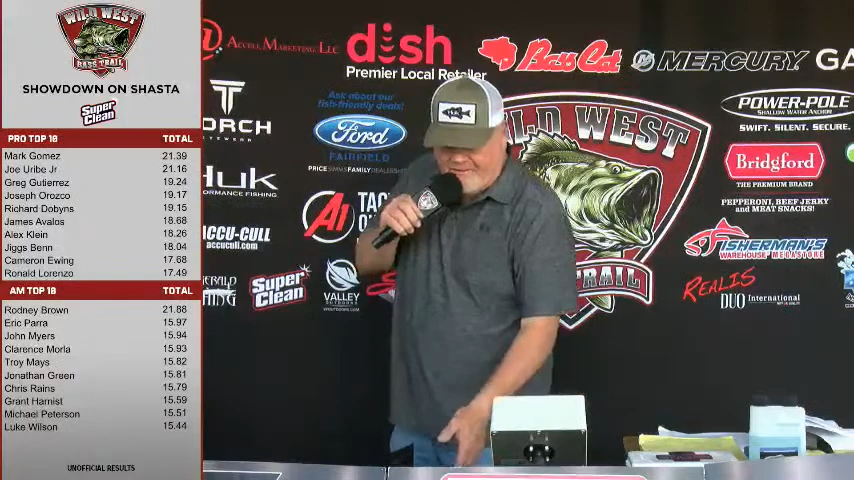 WILD WEST
BASS TRAIL
SHOWDOWN ON SHASTA
Super
Clean
PRO TOP 10 TOTAL
Mark Gomez 21.39
Joe Uribe Jr 21.16
Greg Gutierrez 19.24
Joseph Orozco 19.17
Richard Dobyns 19.15
James Avalos 18.68
Alex Klein 18.26
Jiggs Benn 18.04
Cameron Ewing 17.68
Ronald Lorenzo 17.49
AM TOP 10 TOTAL
Rodney Brown 21.88
Eric Parra 15.97
John Myers 15.94
Clarence Morla 15.93
Troy Mays 15.82
Jonathan Green 15.81
Chris Rains 15.79
Grant Harnist 15.59
Michael Peterson 15.51
Luke Wilson 15.44
UNOFFICIAL RESULTS
Accell Marketing LLC
dish
Premier Local Retailer
Bass Cat
MERCURY
GA
TORCH
EYEWEAR
Ask about our
fish-friendly deals!
Ford
FAIRFIELD
PRICESIMMSFAMILYDEALERSHIPS
HUK
PERFORMANCE FISHING
A1
TAC
ACCU-CULL
accucull.com
Super
Clean
VALLEY
WILD WEST
TRAIL
POWER-POLE
SHALLOW WATER ANCHOR
SWIFT. SILENT. SECURE.
Bridgford
THE PREMIUM BRAND
PEPPERONI, BEEF JERKY
and MEAT SNACKS!
FISHERMAN'S
WAREHOUSE MEGASTORE
REALIS
DUO International